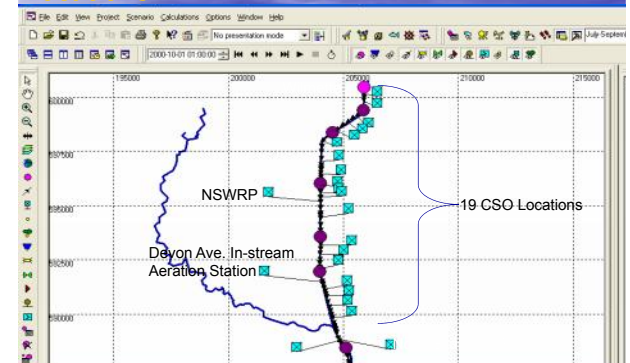 File Edit View Project Scenario Calculations Options Window Help
No presentation mode
July-Septem
2000-10-01 01:00:00
195000 200000 205000 210000 215000
600000
597500
595000
592500
590000
NSWRP
19 CSO Locations
Devon Ave. In-stream
Aeration Station